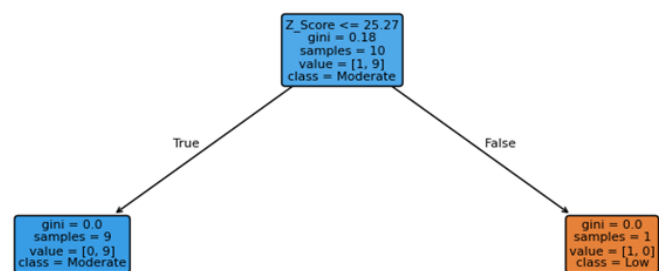 Z_Score <= 25.27
gini = 0.18
samples = 10
value = [1, 9]
class = Moderate
True
False
gini = 0.0
samples = 9
value = [0, 9]
class = Moderate
gini = 0.0
samples = 1
value = [1, 0]
class = Low